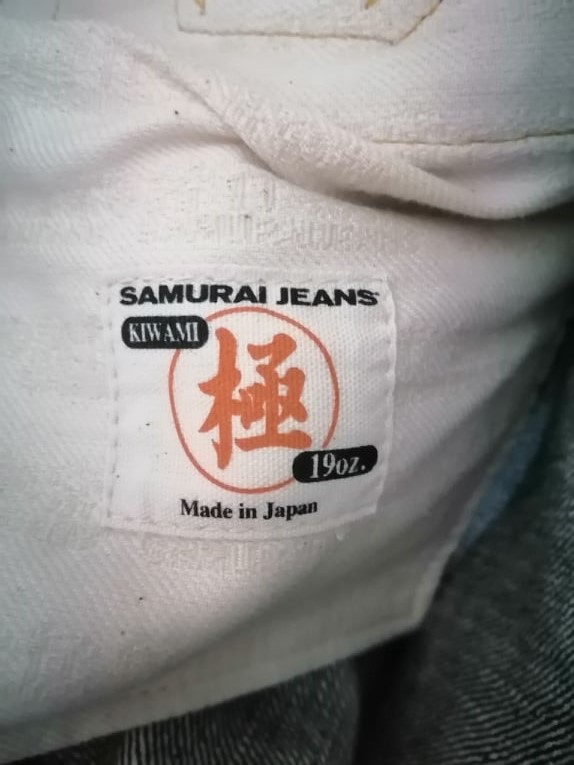 SAMURAI JEANS
KIWAMI
極
19oz.
Made in Japan